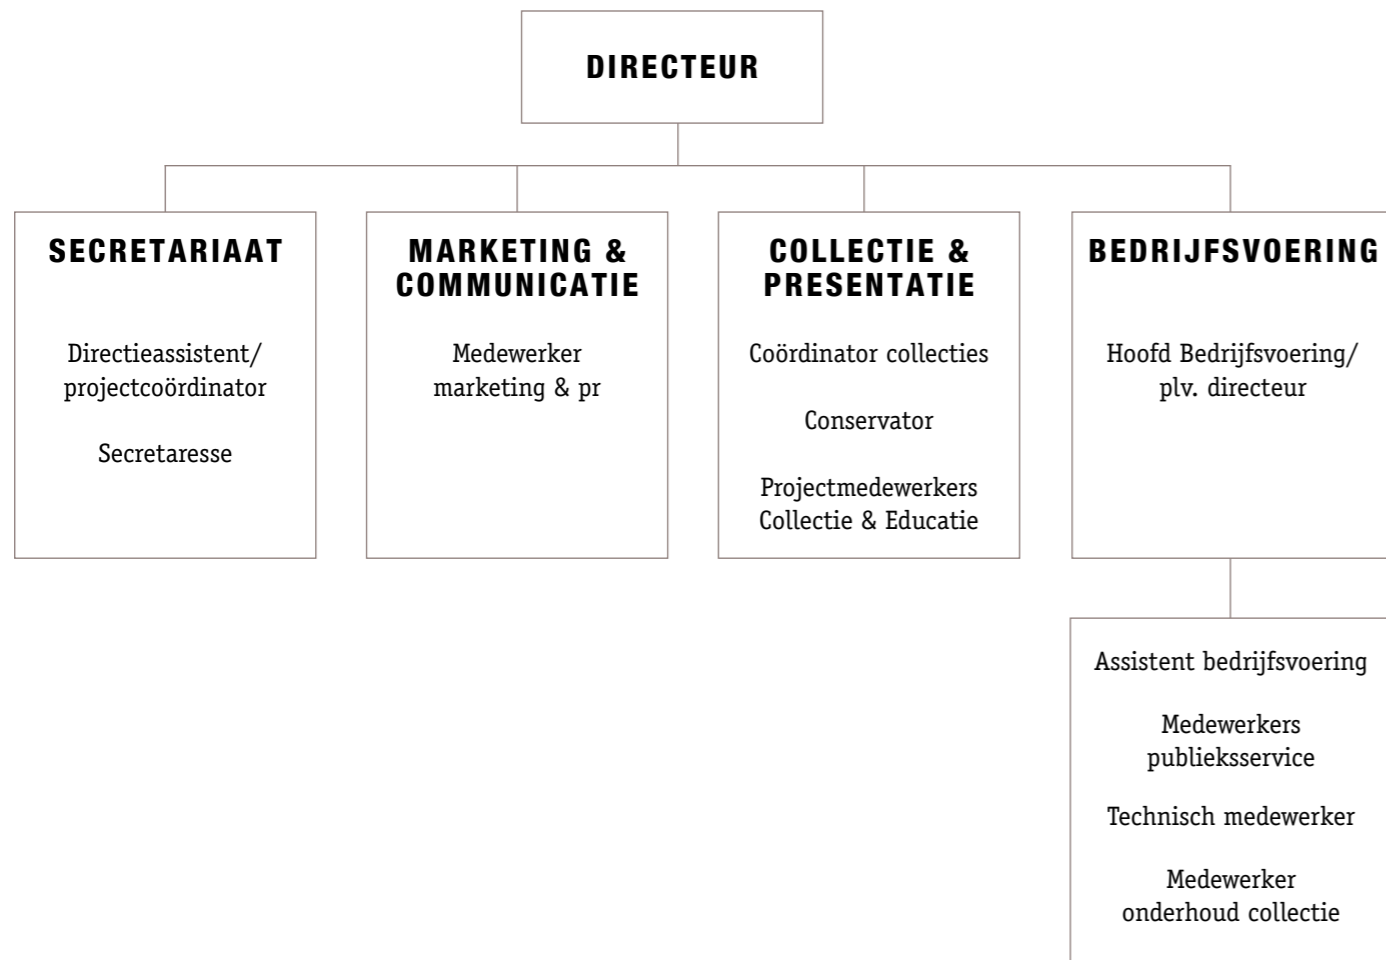 DIRECTEUR
SECRETARIAAT
Directieassistent/
projectcoördinator
Secretaresse
MARKETING &
COMMUNICATIE
Medewerker
marketing & pr
COLLECTIE &
PRESENTATIE
Coördinator collecties
Conservator
Projectmedewerkers
Collectie & Educatie
BEDRIJFSVOERING
Hoofd Bedrijfsvoering/
plv. directeur
Assistent bedrijfsvoering
Medewerkers
publieksservice
Technisch medewerker
Medewerker
onderhoud collectie